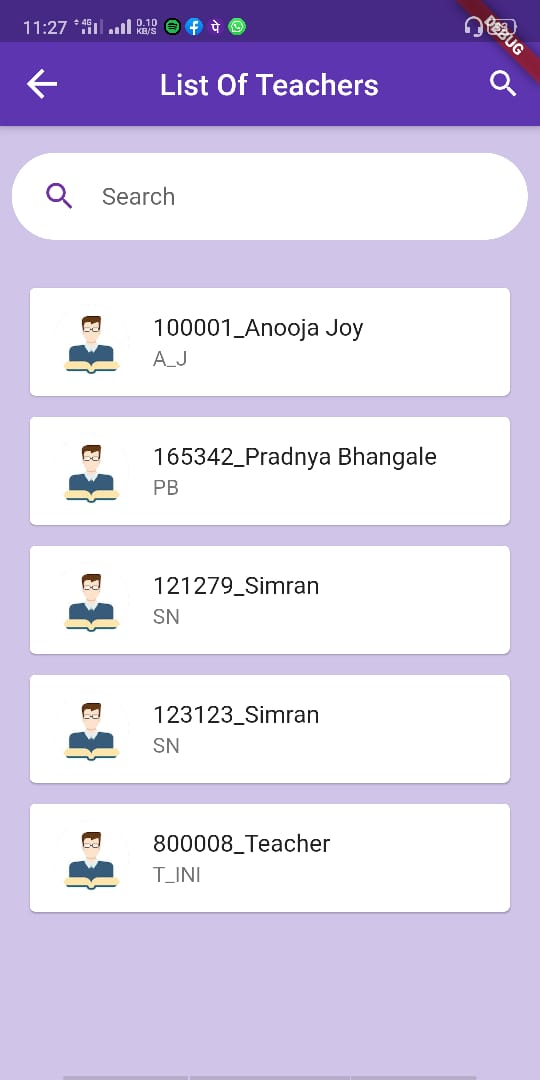 11:27 4G 0.10 KB/S पे
DEBUG
List Of Teachers
Search
100001_Anooja Joy
A_J
165342_Pradnya Bhangale
PB
121279_Simran
SN
123123_Simran
SN
800008_Teacher
T_INI